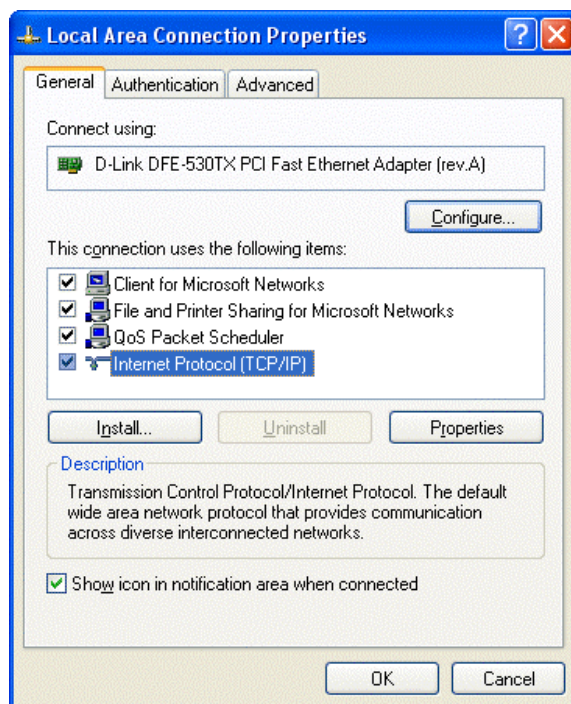 Local Area Connection Properties
General Authentication Advanced
Connect using:
D-Link DFE-530TX PCI Fast Ethernet Adapter (rev.A)
Configure...
This connection uses the following items:
Client for Microsoft Networks
File and Printer Sharing for Microsoft Networks
QoS Packet Scheduler
Internet Protocol (TCP/IP)
Install... Uninstall Properties
Description
Transmission Control Protocol/Internet Protocol. The default
wide area network protocol that provides communication
across diverse interconnected networks.
Show icon in notification area when connected
OK Cancel